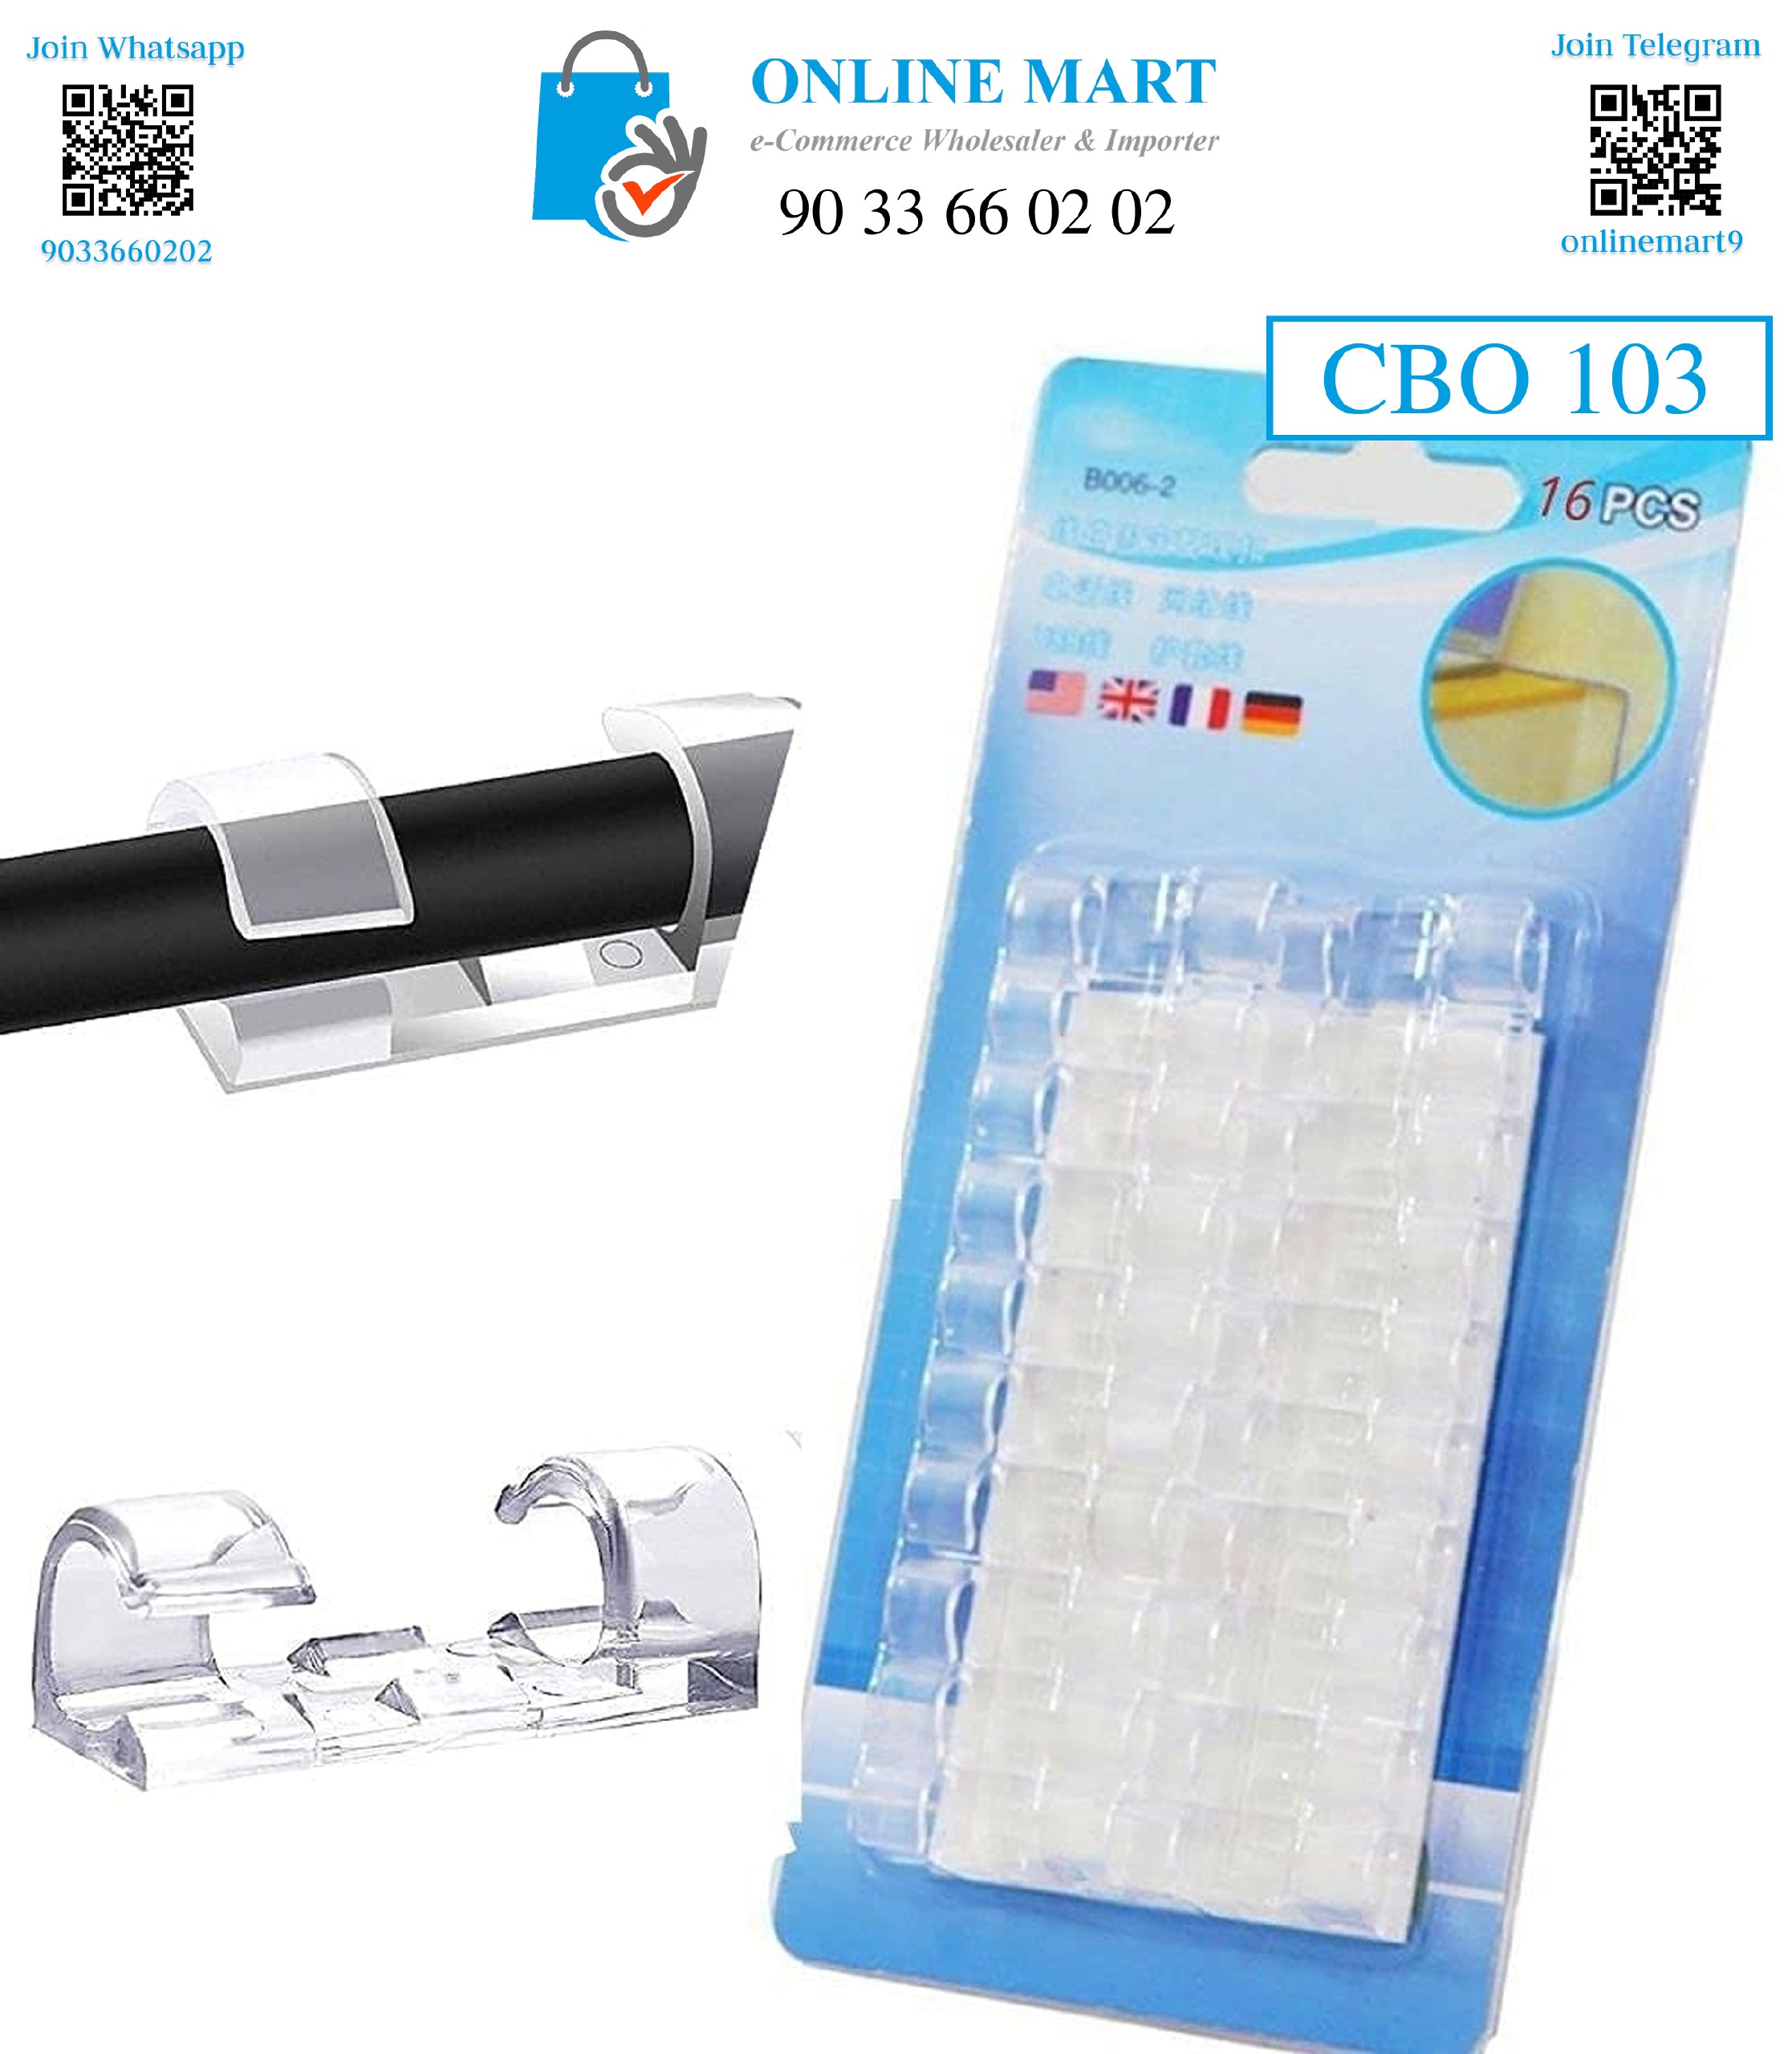 Join Whatsapp
9033660202
ONLINE MART
e-Commerce Wholesaler & Importer
90 33 66 02 02
Join Telegram
onlinemart9
CBO 103
B006-2
16 PCS